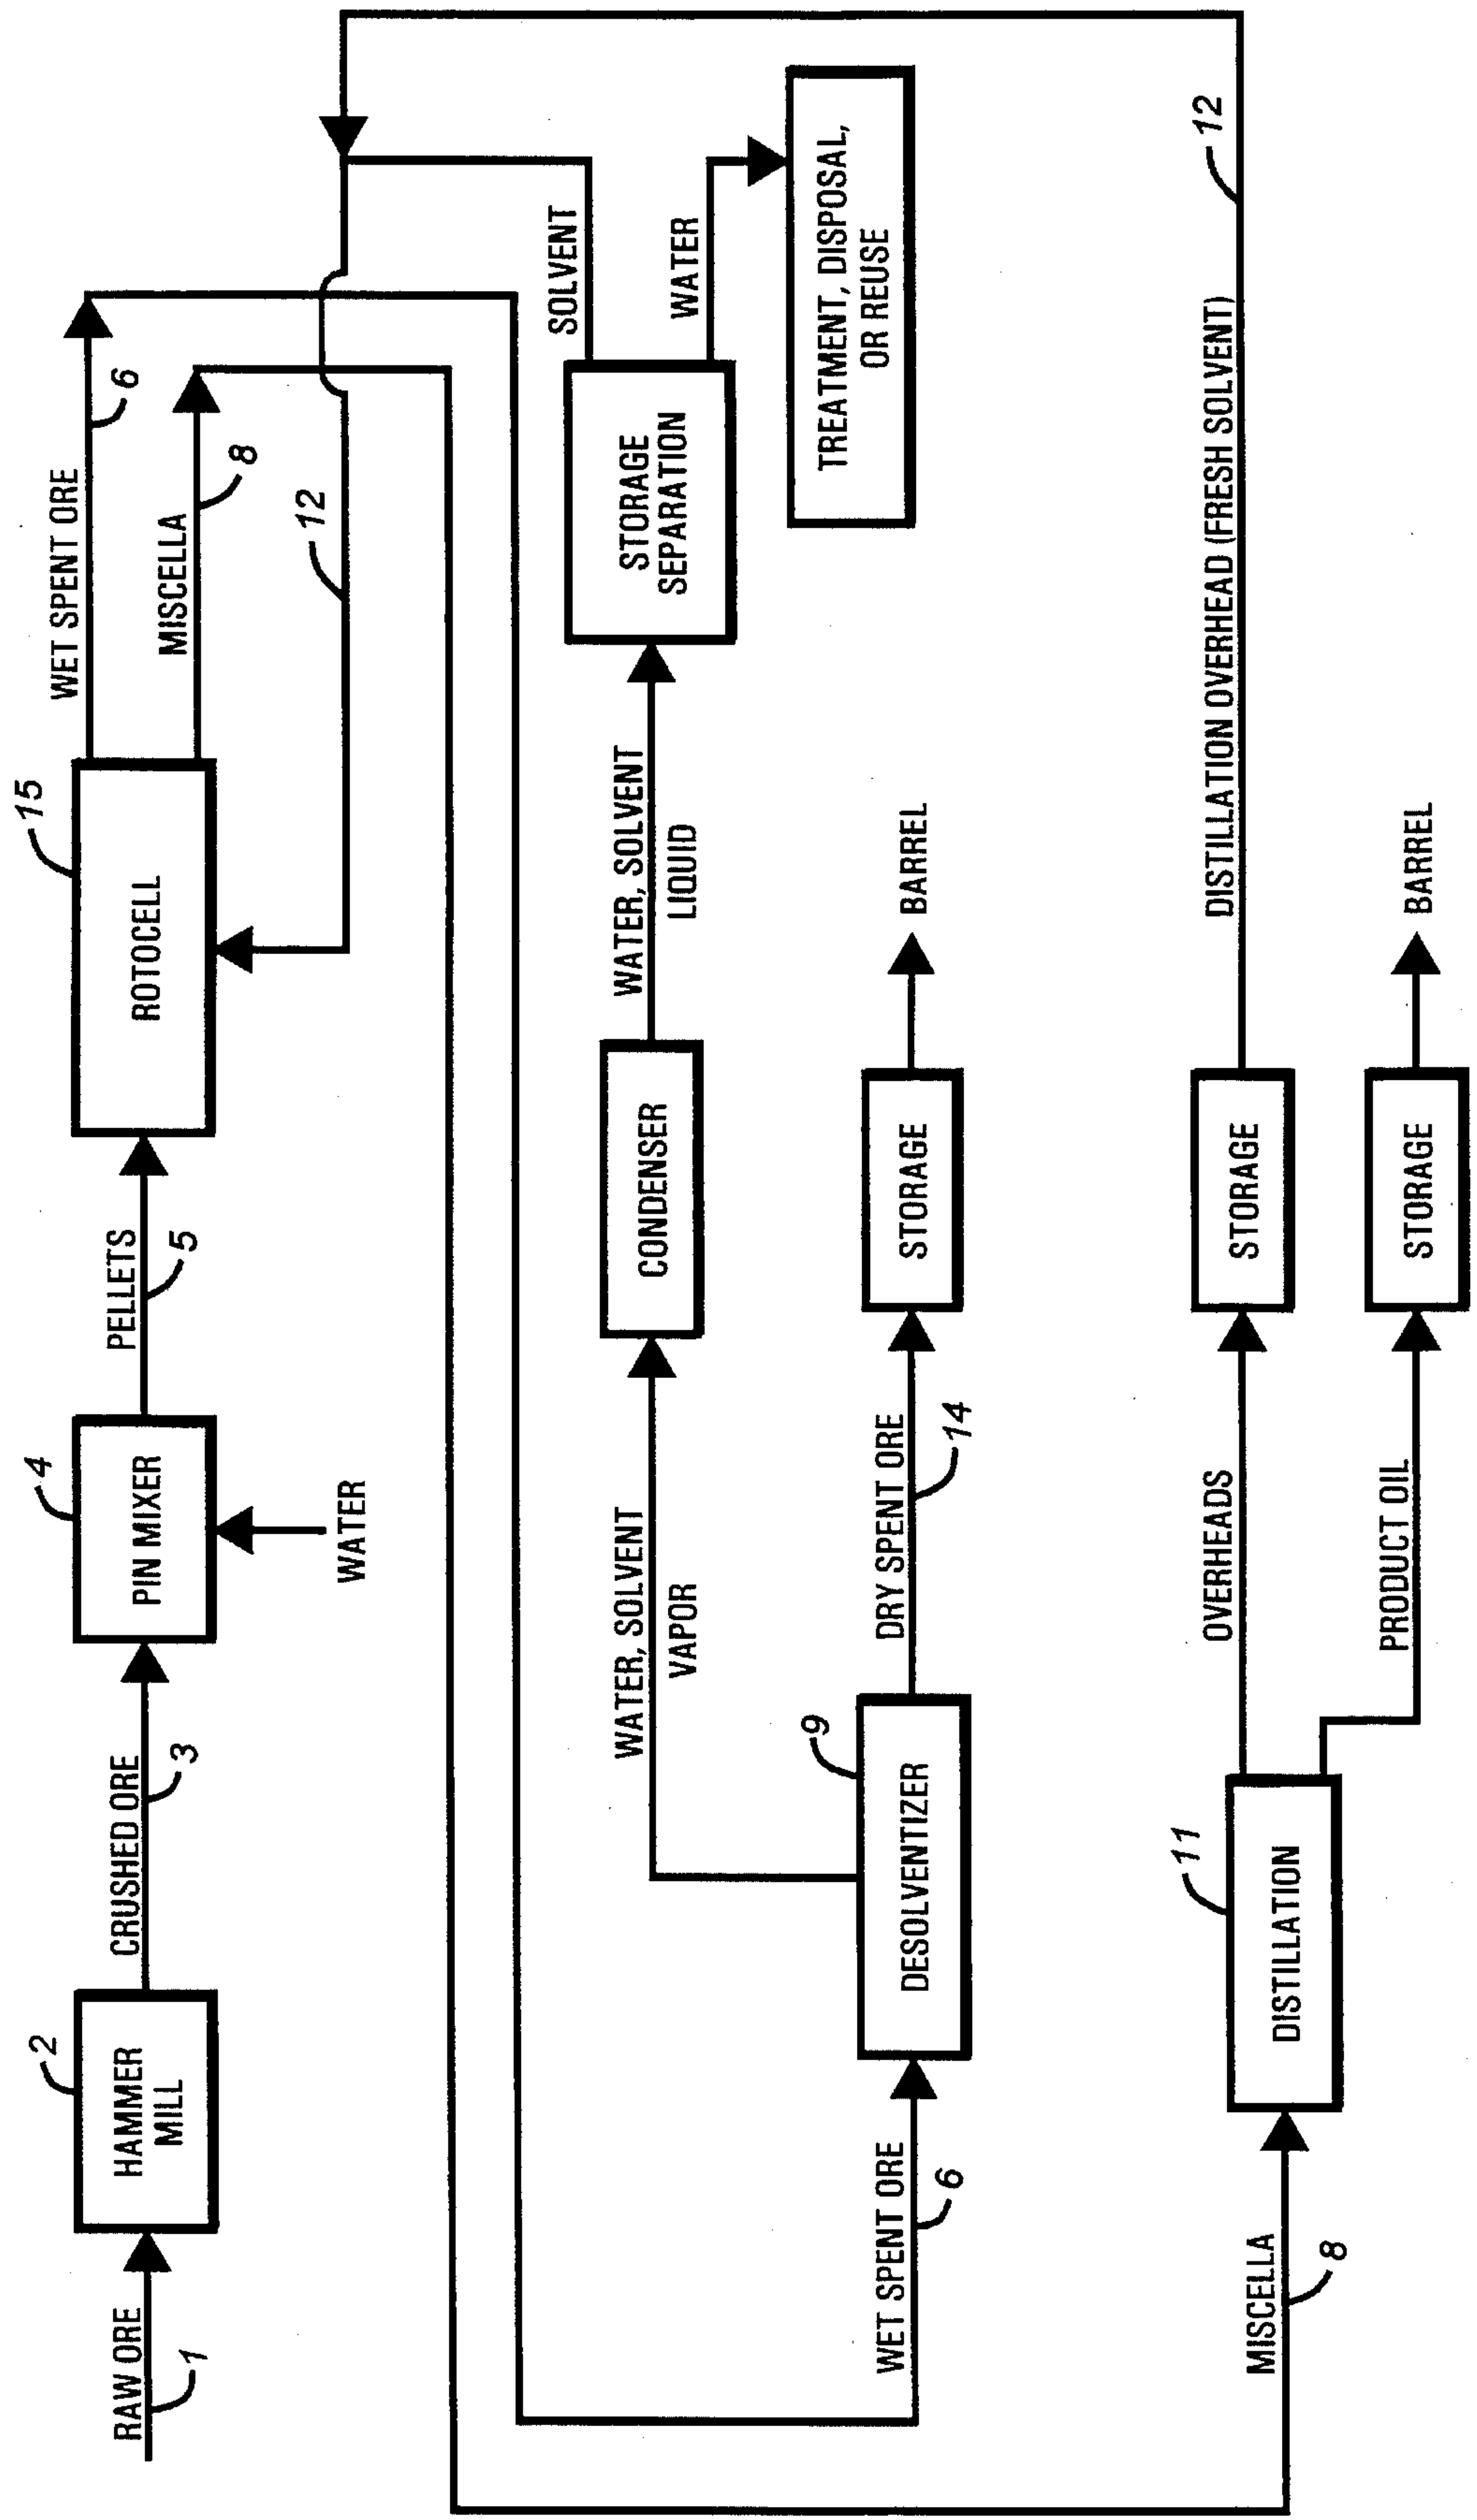 RAW ORE
1
HAMMER
MILL
2
CRUSHED ORE
3
PIN MIXER
4
WATER
PELLETS
5
ROTOCELL
15
WET SPENT ORE
6
MISCELLA
8
12
WATER, SOLVENT
VAPOR
CONDENSER
WATER, SOLVENT
LIQUID
STORAGE
SEPARATION
SOLVENT
WATER
TREATMENT, DISPOSAL,
OR REUSE
WET SPENT ORE
6
DESOLVENTIZER
9
DRY SPENT ORE
14
STORAGE
BARREL
MISCELLA
8
DISTILLATION
11
OVERHEADS
STORAGE
DISTILLATION OVERHEAD (FRESH SOLVENT)
12
PRODUCT OIL
STORAGE
BARREL